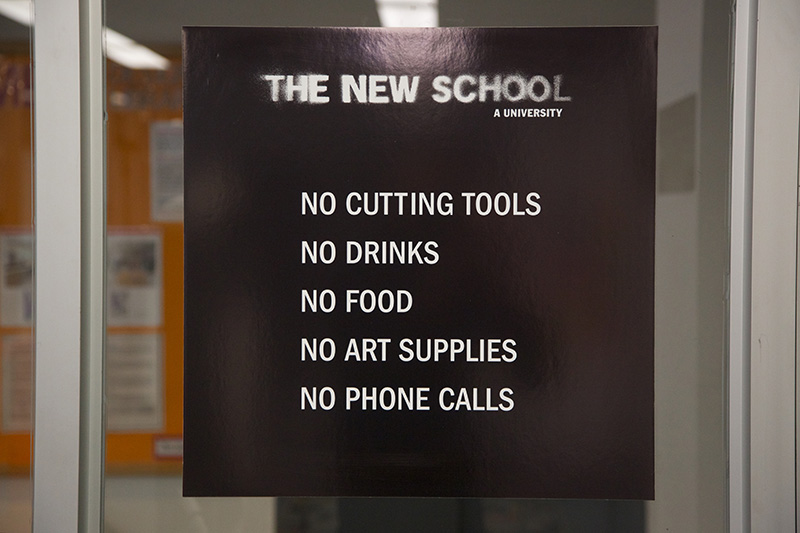 THE NEW SCHOOL
A UNIVERSITY
NO CUTTING TOOLS
NO DRINKS
NO FOOD
NO ART SUPPLIES
NO PHONE CALLS